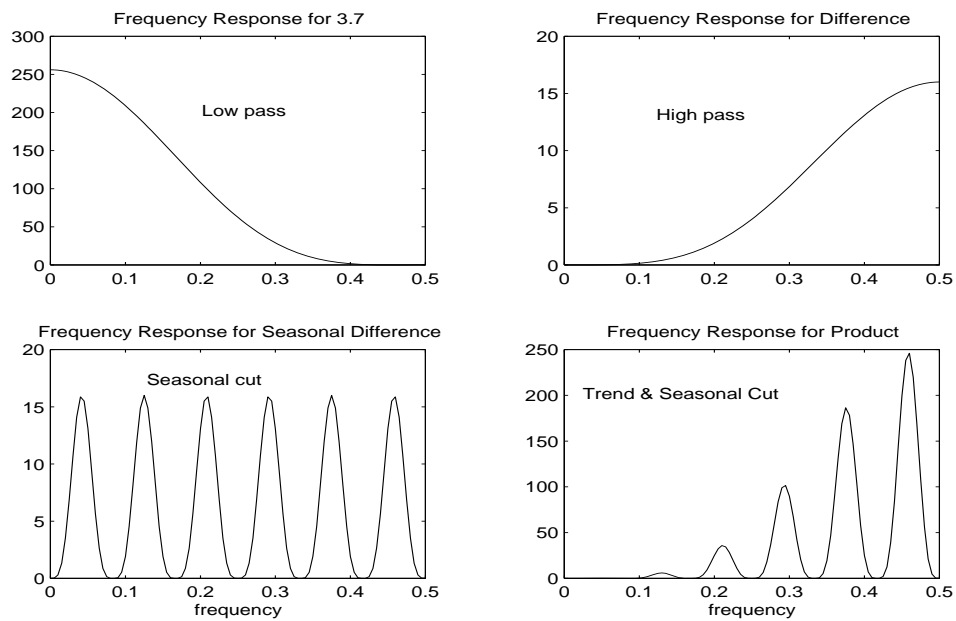 Frequency Response for 3.7
300
250
200
150
100
50
0
Low pass
0 0.1 0.2 0.3 0.4 0.5
Frequency Response for Difference
20
15
10
5
0
High pass
0 0.1 0.2 0.3 0.4 0.5
Frequency Response for Seasonal Difference
20
15
10
5
0
Seasonal cut
0 0.1 0.2 0.3 0.4 0.5
frequency
Frequency Response for Product
250
200
150
100
50
0
Trend & Seasonal Cut
0 0.1 0.2 0.3 0.4 0.5
frequency